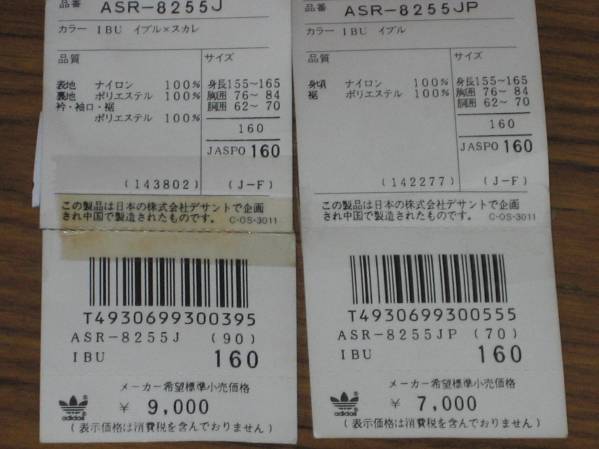 品番 ASR-8255J
カラー IBU イブル×スカレ
品質
表地 ナイロン 100%
裏地 ポリエステル 100%
衿・袖口・裾
ポリエステル 100%
サイズ
身長155~165
胸囲 76~ 84
胴囲 62~ 70
160
JASPO 160
(143802) (J-F)
この製品は日本の株式会社デサントで企画
され中国で製造されたものです。 C-OS-3011
T4930699300395
ASR-8255J (90)
IBU 160
メーカー希望標準小売価格
adidas
¥ 9,000
(表示価格は消費税を含んでおりません)
品番 ASR-8255JP
カラー IBU イブル
品質
身頃 ナイロン 100%
裾 ポリエステル 100%
サイズ
身長155~165
胸囲 76~ 84
胴囲 62~ 70
160
JASPO 160
(142277) (J-F)
この製品は日本の株式会社デサントで企画
され中国で製造されたものです。 C-OS-3011
T4930699300555
ASR-8255JP (70)
IBU 160
メーカー希望標準小売価格
adidas
¥ 7,000
(表示価格は消費税を含んでおりません)